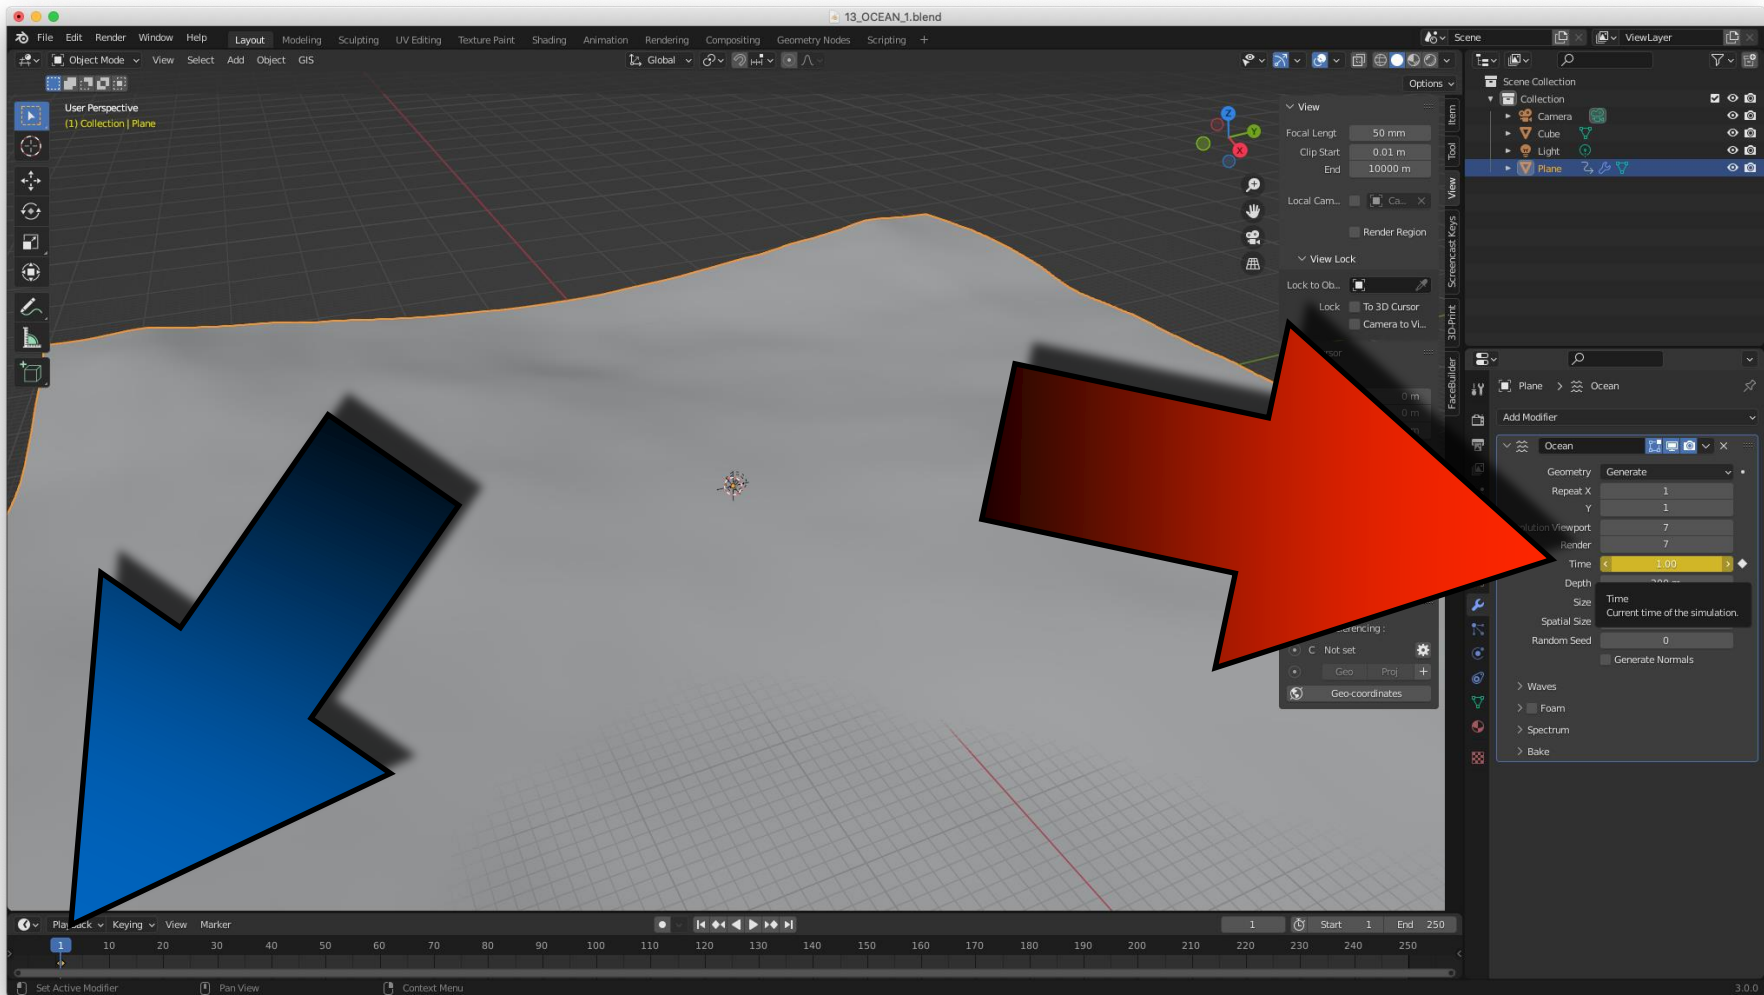 13_OCEAN_1.blend
File Edit Render Window Help Layout Modeling Sculpting UV Editing Texture Paint Shading Animation Rendering Compositing Geometry Nodes Scripting + Scene ViewLayer
Object Mode View Select Add Object GIS Global
Options
User Perspective
(1) Collection | Plane
Z
Y
X
View
Focal Lengt 50 mm
Clip Start 0.01 m
End 10000 m
Local Cam... Ca...
Render Region
View Lock
Lock to Ob...
Lock To 3D Cursor
Camera to Vi...
0 m
0 m
C Not set
Geo Proj +
Geo-coordinates
Item
Tool
View
Screencast Keys
3D-Print
FaceBuilder
Scene Collection
Collection
Camera
Cube
Light
Plane
Plane > Ocean
Add Modifier
Ocean
Geometry Generate
Repeat X 1
Y 1
Viewport 7
Render 7
Time 1.00
Depth
Size
Time
Current time of the simulation.
Spatial Size
Random Seed 0
Generate Normals
Waves
Foam
Spectrum
Bake
Playback Keying View Marker 1 Start 1 End 250
1 10 20 30 40 50 60 70 80 90 100 110 120 130 140 150 160 170 180 190 200 210 220 230 240 250
Set Active Modifier Pan View Context Menu 3.0.0